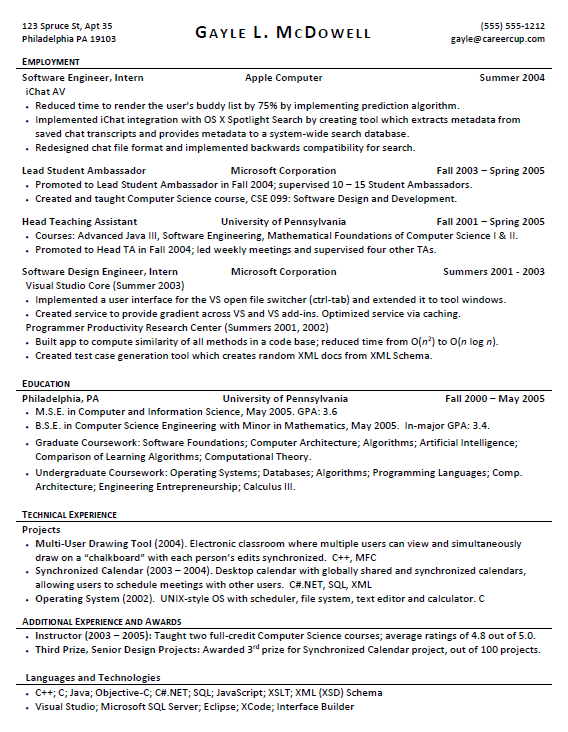 123 Spruce St, Apt 35 GAYLE L. MCDOWELL (555) 555-1212
Philadelphia PA 19103 gayle@careercup.com
EMPLOYMENT
Software Engineer, Intern Apple Computer Summer 2004
iChat AV
• Reduced time to render the user's buddy list by 75% by implementing prediction algorithm.
• Implemented iChat integration with OS X Spotlight Search by creating tool which extracts metadata from
saved chat transcripts and provides metadata to a system-wide search database.
• Redesigned chat file format and implemented backwards compatibility for search.
Lead Student Ambassador Microsoft Corporation Fall 2003 – Spring 2005
• Promoted to Lead Student Ambassador in Fall 2004; supervised 10 – 15 Student Ambassadors.
• Created and taught Computer Science course, CSE 099: Software Design and Development.
Head Teaching Assistant University of Pennsylvania Fall 2001 – Spring 2005
• Courses: Advanced Java III, Software Engineering, Mathematical Foundations of Computer Science I & II.
• Promoted to Head TA in Fall 2004; led weekly meetings and supervised four other TAs.
Software Design Engineer, Intern Microsoft Corporation Summers 2001 - 2003
Visual Studio Core (Summer 2003)
• Implemented a user interface for the VS open file switcher (ctrl-tab) and extended it to tool windows.
• Created service to provide gradient across VS and VS add-ins. Optimized service via caching.
Programmer Productivity Research Center (Summers 2001, 2002)
• Built app to compute similarity of all methods in a code base; reduced time from O(n²) to O(n log n).
• Created test case generation tool which creates random XML docs from XML Schema.
EDUCATION
Philadelphia, PA University of Pennsylvania Fall 2000 – May 2005
• M.S.E. in Computer and Information Science, May 2005. GPA: 3.6
• B.S.E. in Computer Science Engineering with Minor in Mathematics, May 2005. In-major GPA: 3.4.
• Graduate Coursework: Software Foundations; Computer Architecture; Algorithms; Artificial Intelligence;
Comparison of Learning Algorithms; Computational Theory.
• Undergraduate Coursework: Operating Systems; Databases; Algorithms; Programming Languages; Comp.
Architecture; Engineering Entrepreneurship; Calculus III.
TECHNICAL EXPERIENCE
Projects
• Multi-User Drawing Tool (2004). Electronic classroom where multiple users can view and simultaneously
draw on a "chalkboard" with each person's edits synchronized. C++, MFC
• Synchronized Calendar (2003 – 2004). Desktop calendar with globally shared and synchronized calendars,
allowing users to schedule meetings with other users. C#.NET, SQL, XML
• Operating System (2002). UNIX-style OS with scheduler, file system, text editor and calculator. C
ADDITIONAL EXPERIENCE AND AWARDS
• Instructor (2003 – 2005): Taught two full-credit Computer Science courses; average ratings of 4.8 out of 5.0.
• Third Prize, Senior Design Projects: Awarded 3rd prize for Synchronized Calendar project, out of 100 projects.
Languages and Technologies
• C++; C; Java; Objective-C; C#.NET; SQL; JavaScript; XSLT; XML (XSD) Schema
• Visual Studio; Microsoft SQL Server; Eclipse; XCode; Interface Builder